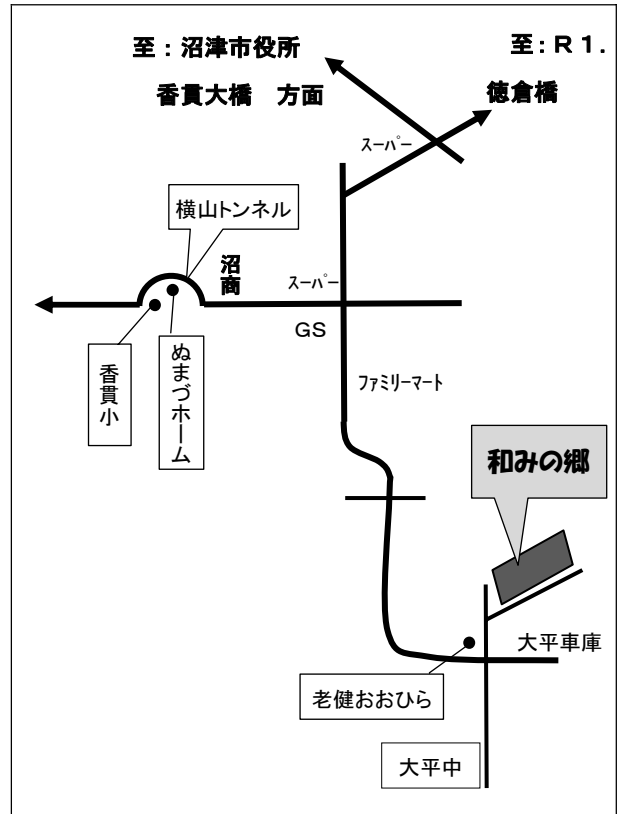 至：沼津市役所
至：Ｒ１．
香貫大橋　方面
徳倉橋
スーパー
横山トンネル
沼商
スーパー
GS
香貫小
ぬまづホーム
ファミリーマート
和みの郷
大平車庫
老健おおひら
大平中